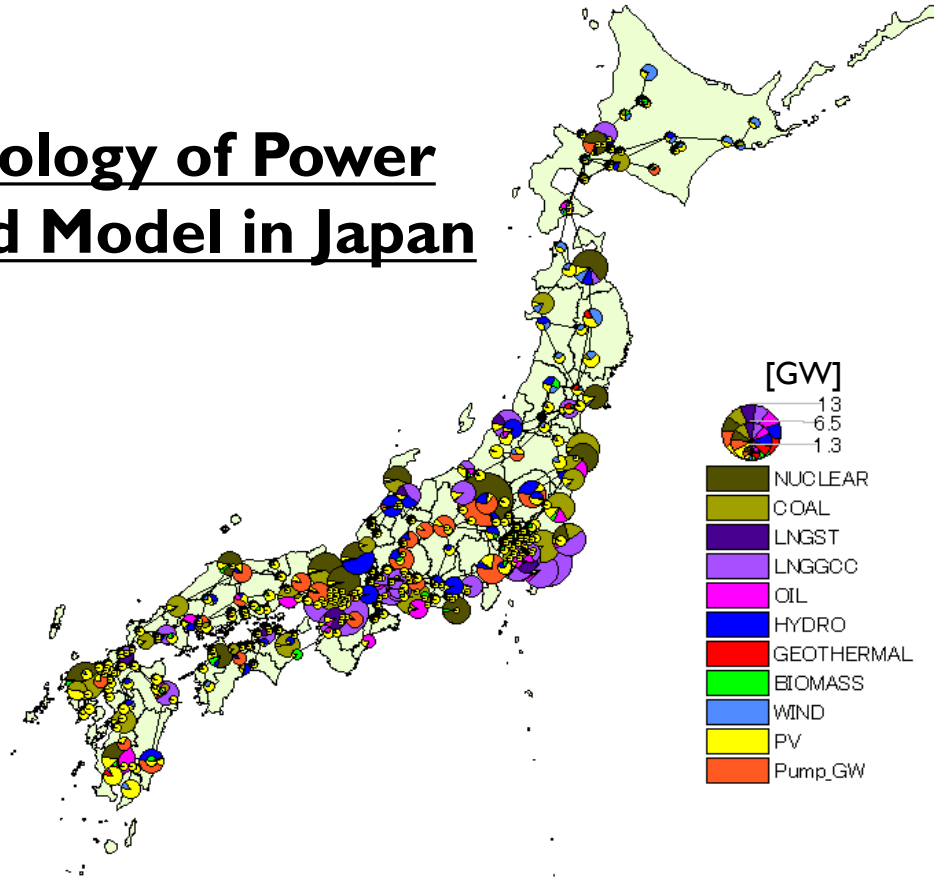 ology of Power
d Model in Japan
[GW]
13
6.5
1.3
NUCLEAR
COAL
LNGST
LNGGCC
OIL
HYDRO
GEOTHERMAL
BIOMASS
WIND
PV
Pump_GW